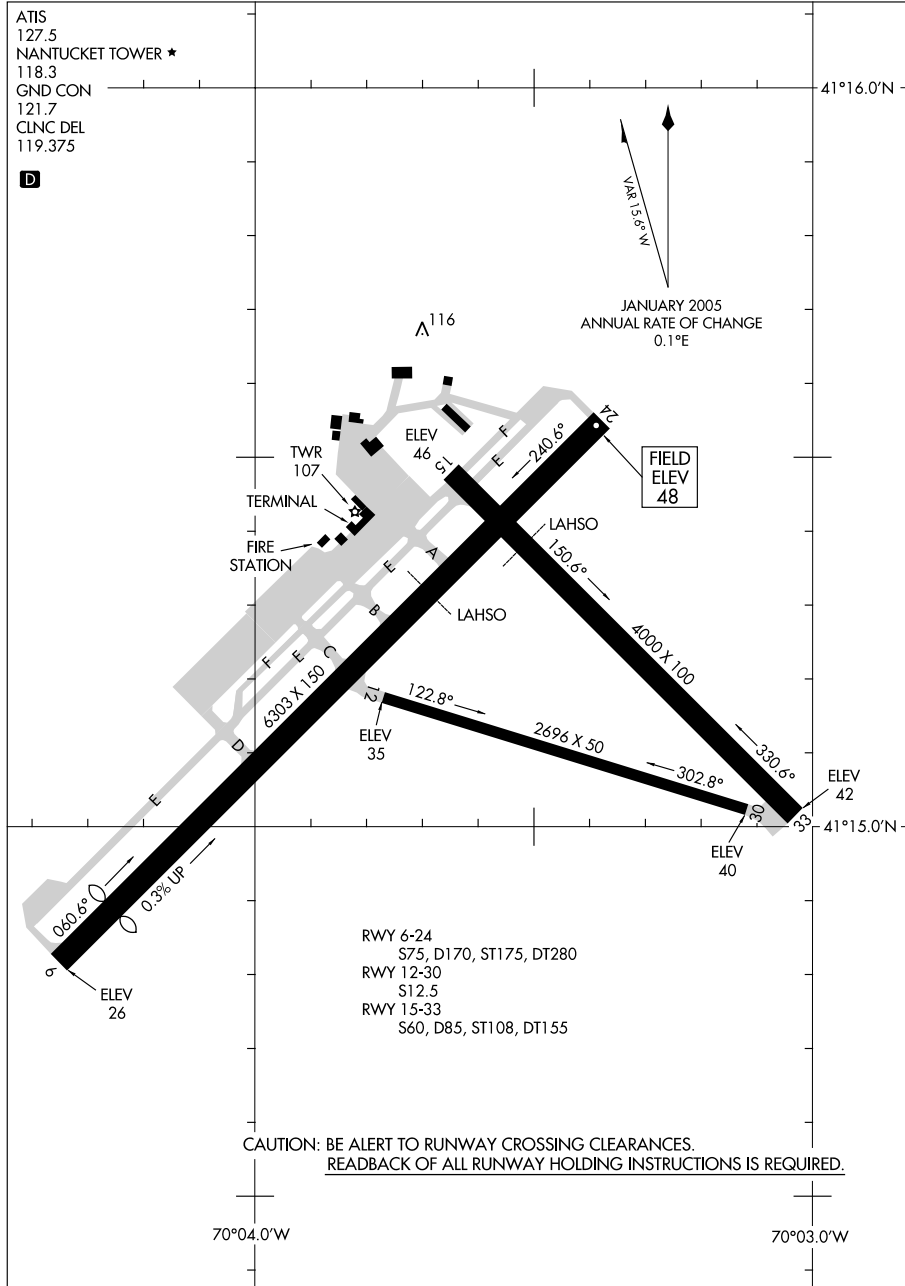 ATIS
127.5
NANTUCKET TOWER
118.3
GND CON
121.7
CLNC DEL
119.375
D
41°16.0'N
VAR 15.6° W
JANUARY 2005
ANNUAL RATE OF CHANGE
0.1°E
116
24
ELEV
46
15
F
E
240.6°
FIELD
ELEV
48
TWR
107
TERMINAL
FIRE
STATION
LAHSO
150.6°
A
E
LAHSO
B
4000 X 100
C
E
F
6303 X 150
12
122.8°
ELEV
35
2696 X 50
302.8°
330.6°
D
E
30
33
ELEV
42
41°15.0'N
ELEV
40
060.6°
0.3% UP
6
ELEV
26
RWY 6-24
S75, D170, ST175, DT280
RWY 12-30
S12.5
RWY 15-33
S60, D85, ST108, DT155
CAUTION: BE ALERT TO RUNWAY CROSSING CLEARANCES.
READBACK OF ALL RUNWAY HOLDING INSTRUCTIONS IS REQUIRED.
70°04.0'W
70°03.0'W